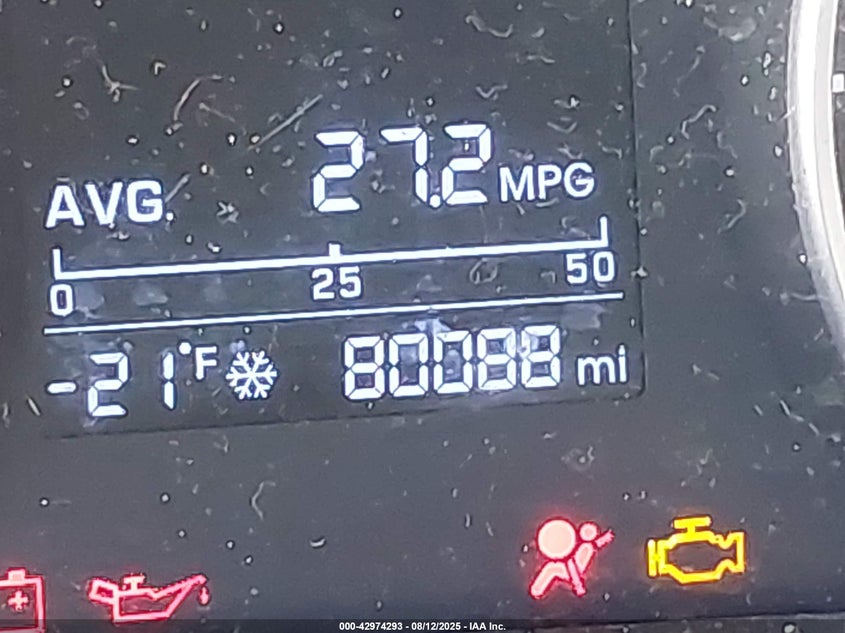 AVG. 27.2 MPG
0 25 50
-21°F 80088 mi
000-42974293 - 08/12/2025 - IAA Inc.